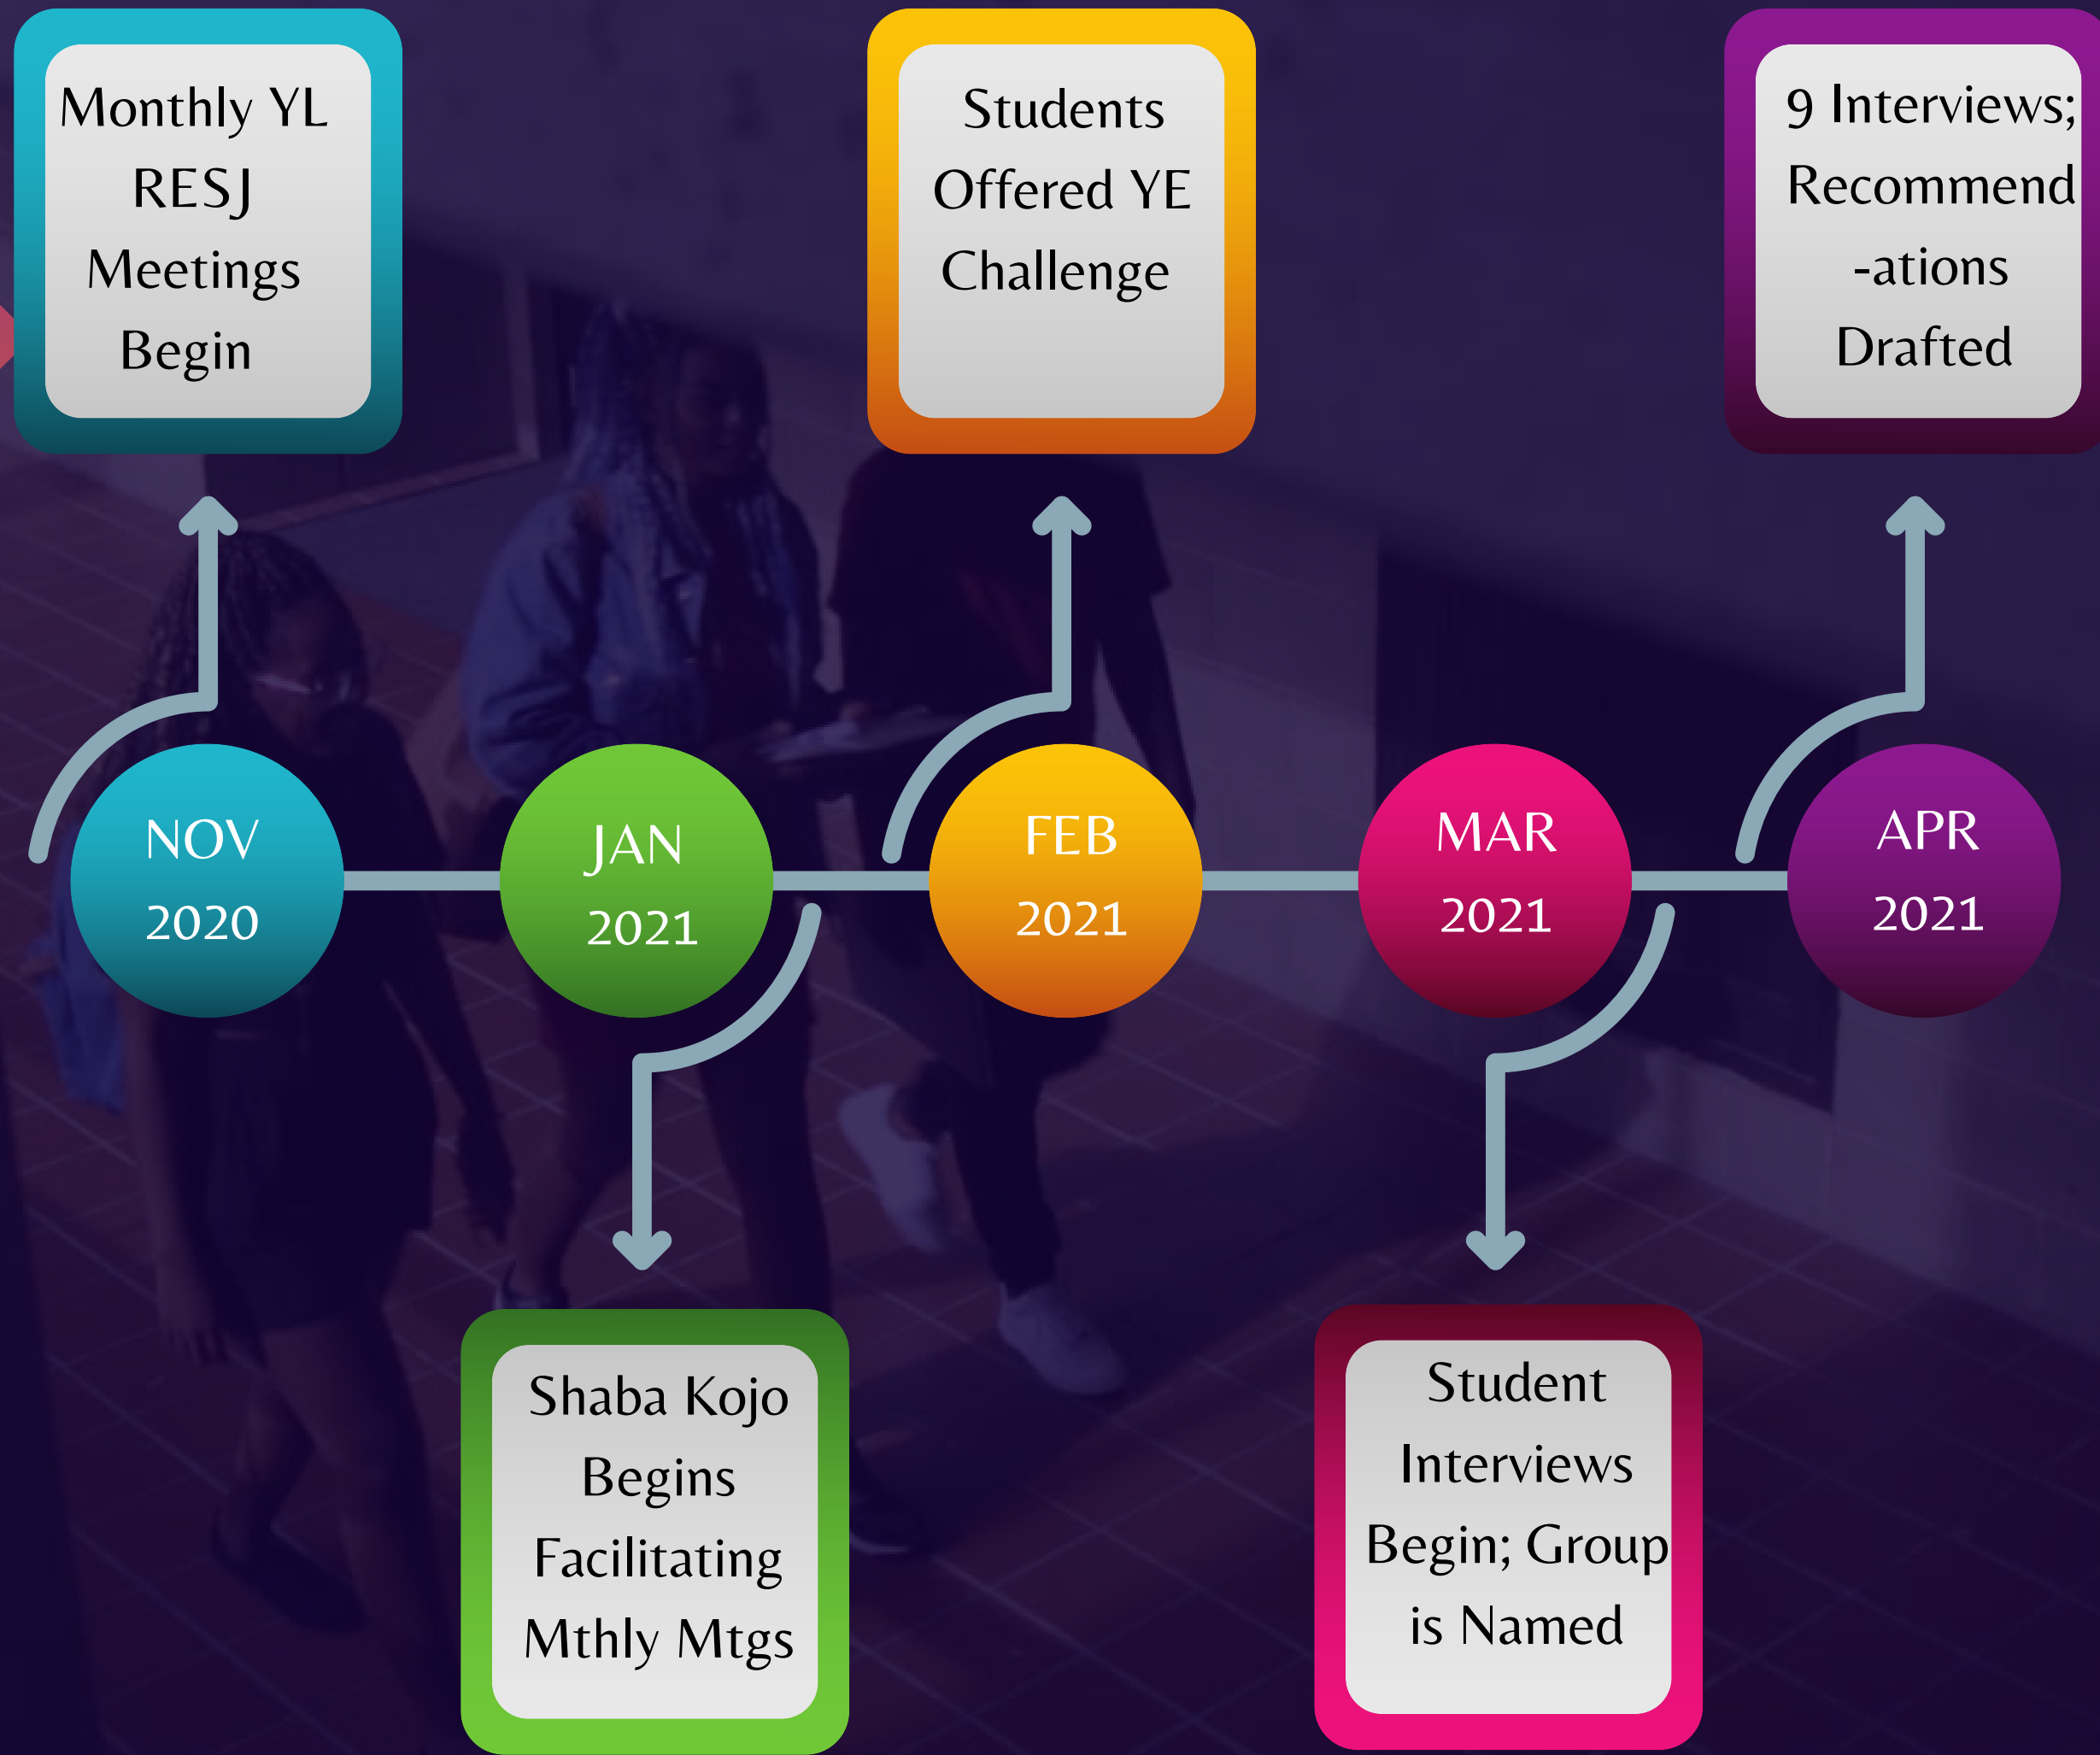 Monthly YL
RESJ
Meetings
Begin
Students
Offered YE
Challenge
9 Interviews;
Recommend
-ations
Drafted
NOV
2020
JAN
2021
FEB
2021
MAR
2021
APR
2021
Shaba Kojo
Begins
Facilitating
Mthly Mtgs
Student
Interviews
Begin; Group
is Named